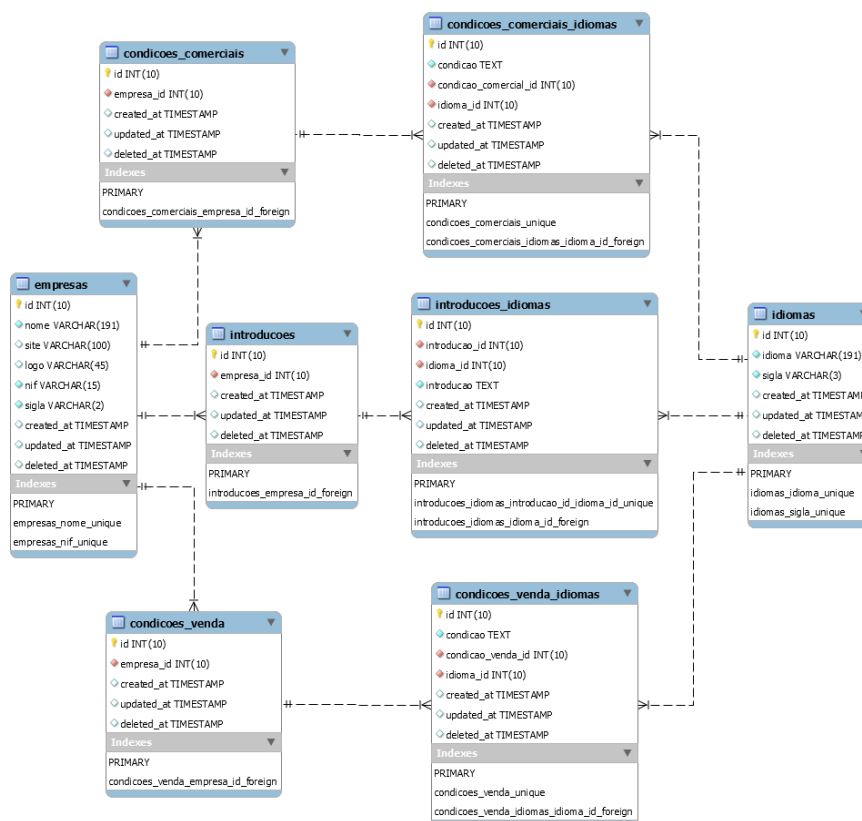 condicoes_comerciais
id INT(10)
empresa_id INT(10)
created_at TIMESTAMP
updated_at TIMESTAMP
deleted_at TIMESTAMP
Indexes
PRIMARY
condicoes_comerciais_empresa_id_foreign
condicoes_comerciais_idiomas
id INT(10)
condicao TEXT
condicao_comercial_id INT(10)
idioma_id INT(10)
created_at TIMESTAMP
updated_at TIMESTAMP
deleted_at TIMESTAMP
Indexes
PRIMARY
condicoes_comerciais_unique
condicoes_comerciais_idiomas_idioma_id_foreign
empresas
id INT(10)
nome VARCHAR(191)
site VARCHAR(100)
logo VARCHAR(45)
nif VARCHAR(15)
sigla VARCHAR(2)
created_at TIMESTAMP
updated_at TIMESTAMP
deleted_at TIMESTAMP
Indexes
PRIMARY
empresas_nome_unique
empresas_nif_unique
introducoes
id INT(10)
empresa_id INT(10)
created_at TIMESTAMP
updated_at TIMESTAMP
deleted_at TIMESTAMP
Indexes
PRIMARY
introducoes_empresa_id_foreign
introducoes_idiomas
id INT(10)
introducao_id INT(10)
idioma_id INT(10)
introducao TEXT
created_at TIMESTAMP
updated_at TIMESTAMP
deleted_at TIMESTAMP
Indexes
PRIMARY
introducoes_idiomas_introducao_id_idioma_id_unique
introducoes_idiomas_idioma_id_foreign
idiomas
id INT(10)
idioma VARCHAR(191)
sigla VARCHAR(3)
created_at TIMESTAM
updated_at TIMESTAM
deleted_at TIMESTAM
Indexes
PRIMARY
idiomas_idioma_unique
idiomas_sigla_unique
condicoes_venda
id INT(10)
empresa_id INT(10)
created_at TIMESTAMP
updated_at TIMESTAMP
deleted_at TIMESTAMP
Indexes
PRIMARY
condicoes_venda_empresa_id_foreign
condicoes_venda_idiomas
id INT(10)
condicao TEXT
condicao_venda_id INT(10)
idioma_id INT(10)
created_at TIMESTAMP
updated_at TIMESTAMP
deleted_at TIMESTAMP
Indexes
PRIMARY
condicoes_venda_unique
condicoes_venda_idiomas_idioma_id_foreign